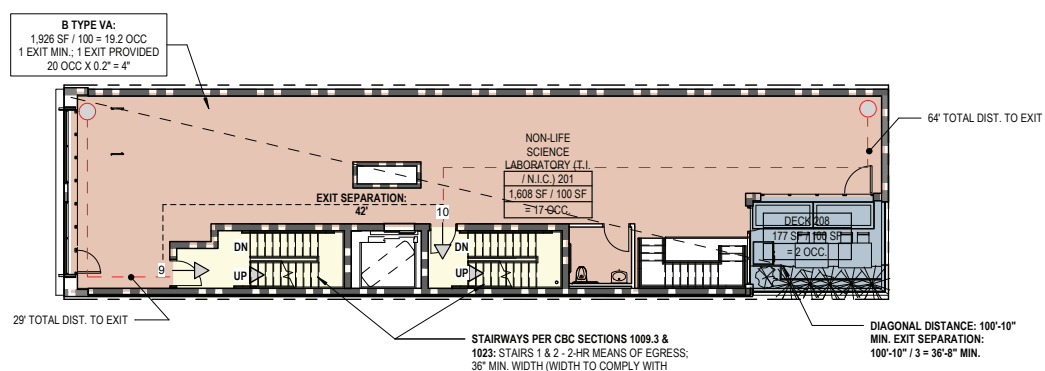 B TYPE VA:
1,926 SF / 100 = 19.2 OCC
1 EXIT MIN.; 1 EXIT PROVIDED
20 OCC X 0.2" = 4"
64' TOTAL DIST. TO EXIT
NON-LIFE
SCIENCE
LABORATORY (T.I.
/ N.I.C.) 201
1,608 SF / 100 SF
= 17 OCC.
EXIT SEPARATION:
42'
10
9
DN
UP
DN
UP
DECK 208
177 SF / 100 SF
= 2 OCC.
29' TOTAL DIST. TO EXIT
STAIRWAYS PER CBC SECTIONS 1009.3 &
1023: STAIRS 1 & 2 - 2-HR MEANS OF EGRESS;
36" MIN. WIDTH (WIDTH TO COMPLY WITH
DIAGONAL DISTANCE: 100'-10"
MIN. EXIT SEPARATION:
100'-10" / 3 = 36'-8" MIN.